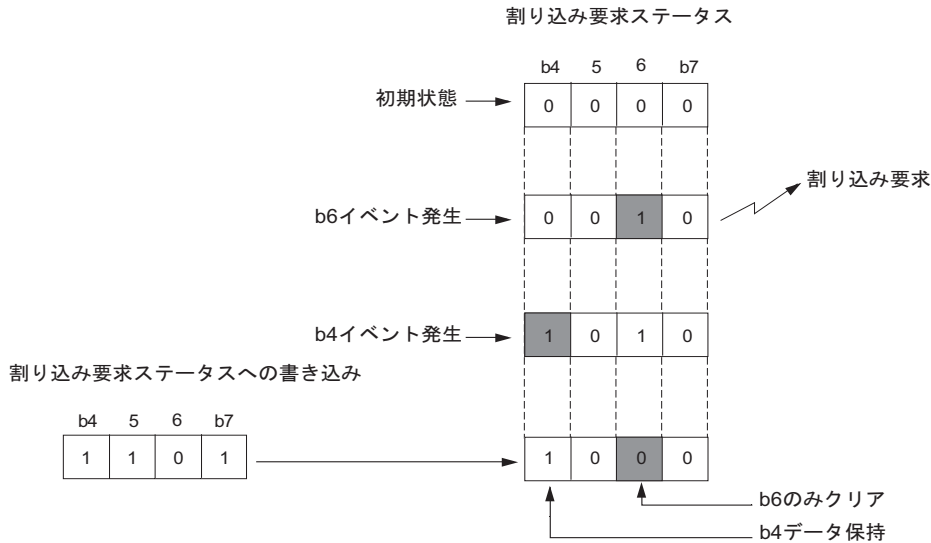 割り込み要求ステータス
b4 5 6 b7
初期状態 0 0 0 0
割り込み要求
b6イベント発生 0 0 1 0
b4イベント発生 1 0 1 0
割り込み要求ステータスへの書き込み
b4 5 6 b7
1 1 0 1 1 0 0 0
b6のみクリア
b4データ保持